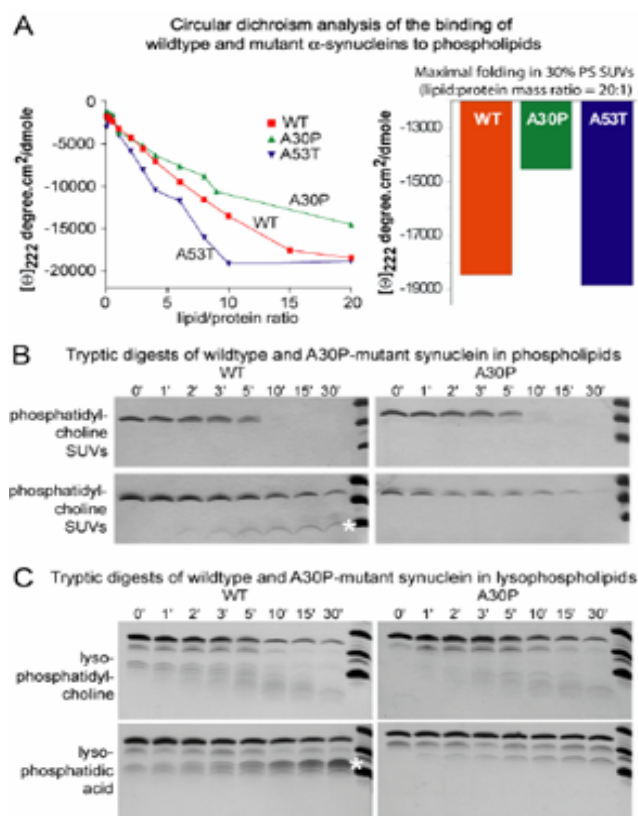 A
Circular dichroism analysis of the binding of
wildtype and mutant α-synucleins to phospholipids
0
-5000
-10000
-15000
-20000
[Θ]222 degree.cm²/dmole
WT
A30P
A53T
A30P
WT
A53T
0
5
10
15
20
lipid/protein ratio
Maximal folding in 30% PS SUVs
(lipid:protein mass ratio = 20:1)
-13000
-15000
-17000
-19000
[Θ]222 degree.cm²/dmole
WT
A30P
A53T
B
Tryptic digests of wildtype and A30P-mutant synuclein in phospholipids
WT
A30P
0' 1' 2' 3' 5' 10' 15' 30'
0' 1' 2' 3' 5' 10' 15' 30'
phosphatidyl-
choline
SUVs
phosphatidyl-
choline
SUVs
*
C
Tryptic digests of wildtype and A30P-mutant synuclein in lysophospholipids
WT
A30P
0' 1' 2' 3' 5' 10' 15' 30'
0' 1' 2' 3' 5' 10' 15' 30'
lyso-
phosphatidyl-
choline
lyso-
phosphatidic
acid
*